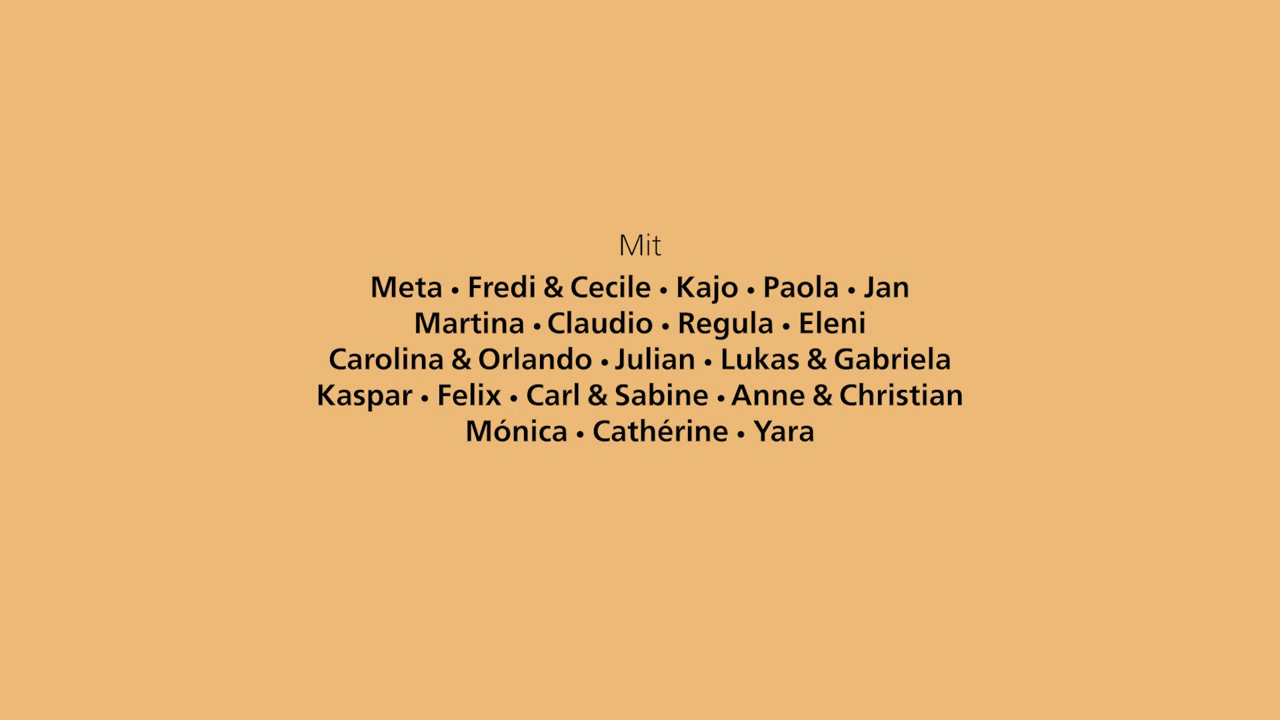 Mit
Meta • Fredi & Cecile • Kajo • Paola • Jan
Martina • Claudio • Regula • Eleni
Carolina & Orlando • Julian • Lukas & Gabriela
Kaspar • Felix • Carl & Sabine • Anne & Christian
Mónica • Cathérine • Yara